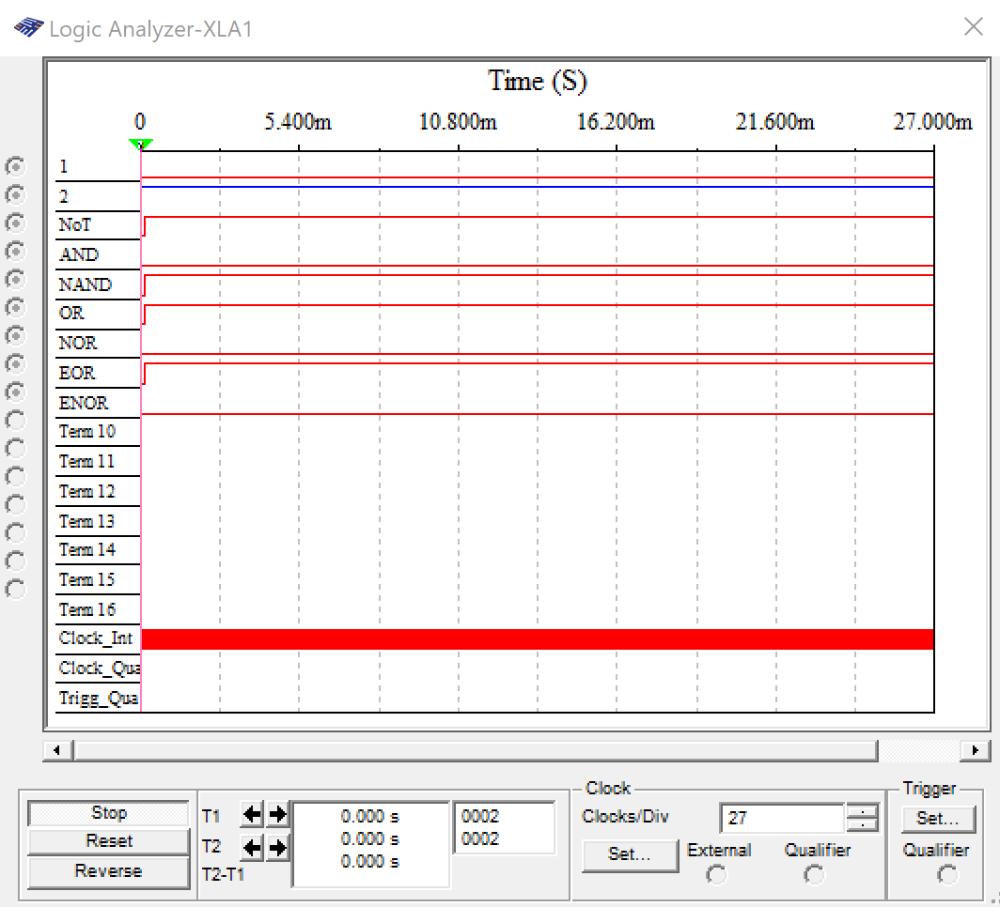 Logic Analyzer-XLA1
Time (S)
0 5.400m 10.800m 16.200m 21.600m 27.000m
1
2
NoT
AND
NAND
OR
NOR
EOR
ENOR
Term 10
Term 11
Term 12
Term 13
Term 14
Term 15
Term 16
Clock_Int
Clock_Qua
Trigg_Qua
Stop
Reset
Reverse
T1 0.000 s 0002
T2 0.000 s 0002
T2-T1 0.000 s
Clock
Clocks/Div 27
Set... External Qualifier
Trigger
Set...
Qualifier